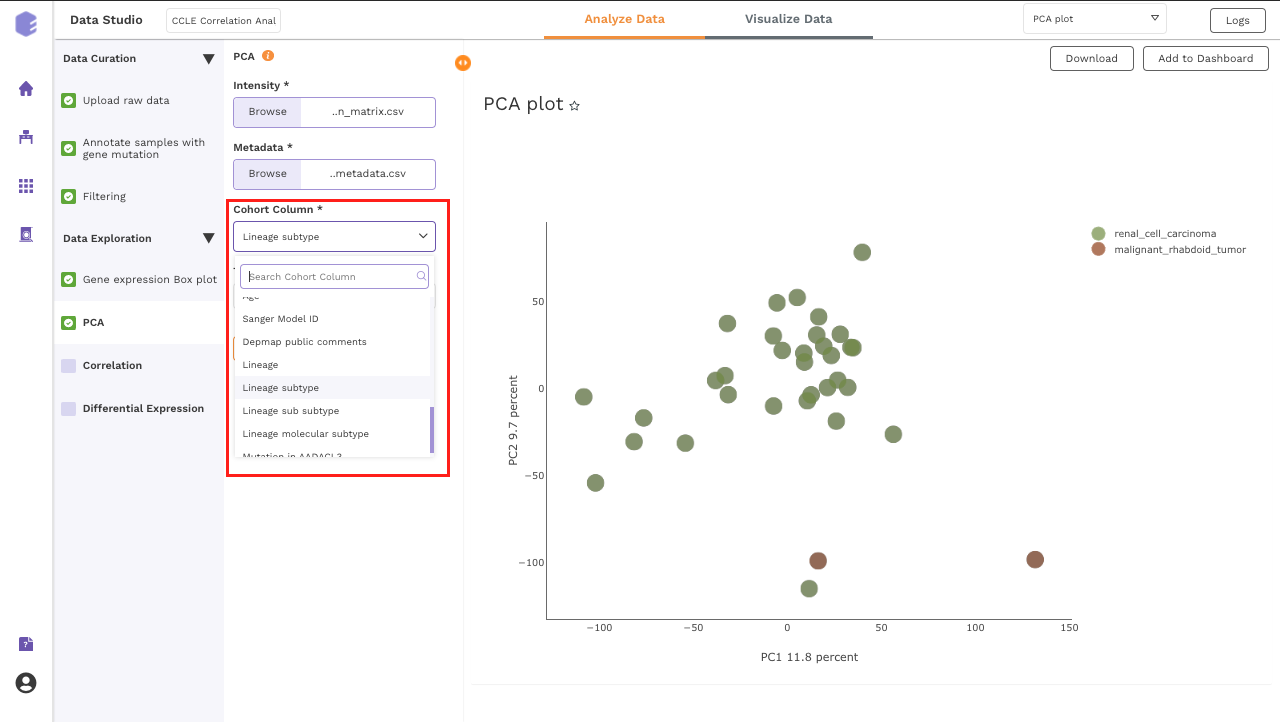 Data Studio
CCLE Correlation Anal
Analyze Data
Visualize Data
PCA plot
Logs
Data Curation
Upload raw data
Annotate samples with
gene mutation
Filtering
Data Exploration
Gene expression Box plot
PCA
Correlation
Differential Expression
PCA
Intensity *
Browse
..n_matrix.csv
Metadata *
Browse
..metadata.csv
Cohort Column *
Lineage subtype
Search Cohort Column
Age
Sanger Model ID
Depmap public comments
Lineage
Lineage subtype
Lineage sub subtype
Lineage molecular subtype
Mutation in AADACL3
Download
Add to Dashboard
PCA plot
renal_cell_carcinoma
malignant_rhabdoid_tumor
PC2 9.7 percent
50
0
−50
−100
−100
−50
0
50
100
150
PC1 11.8 percent